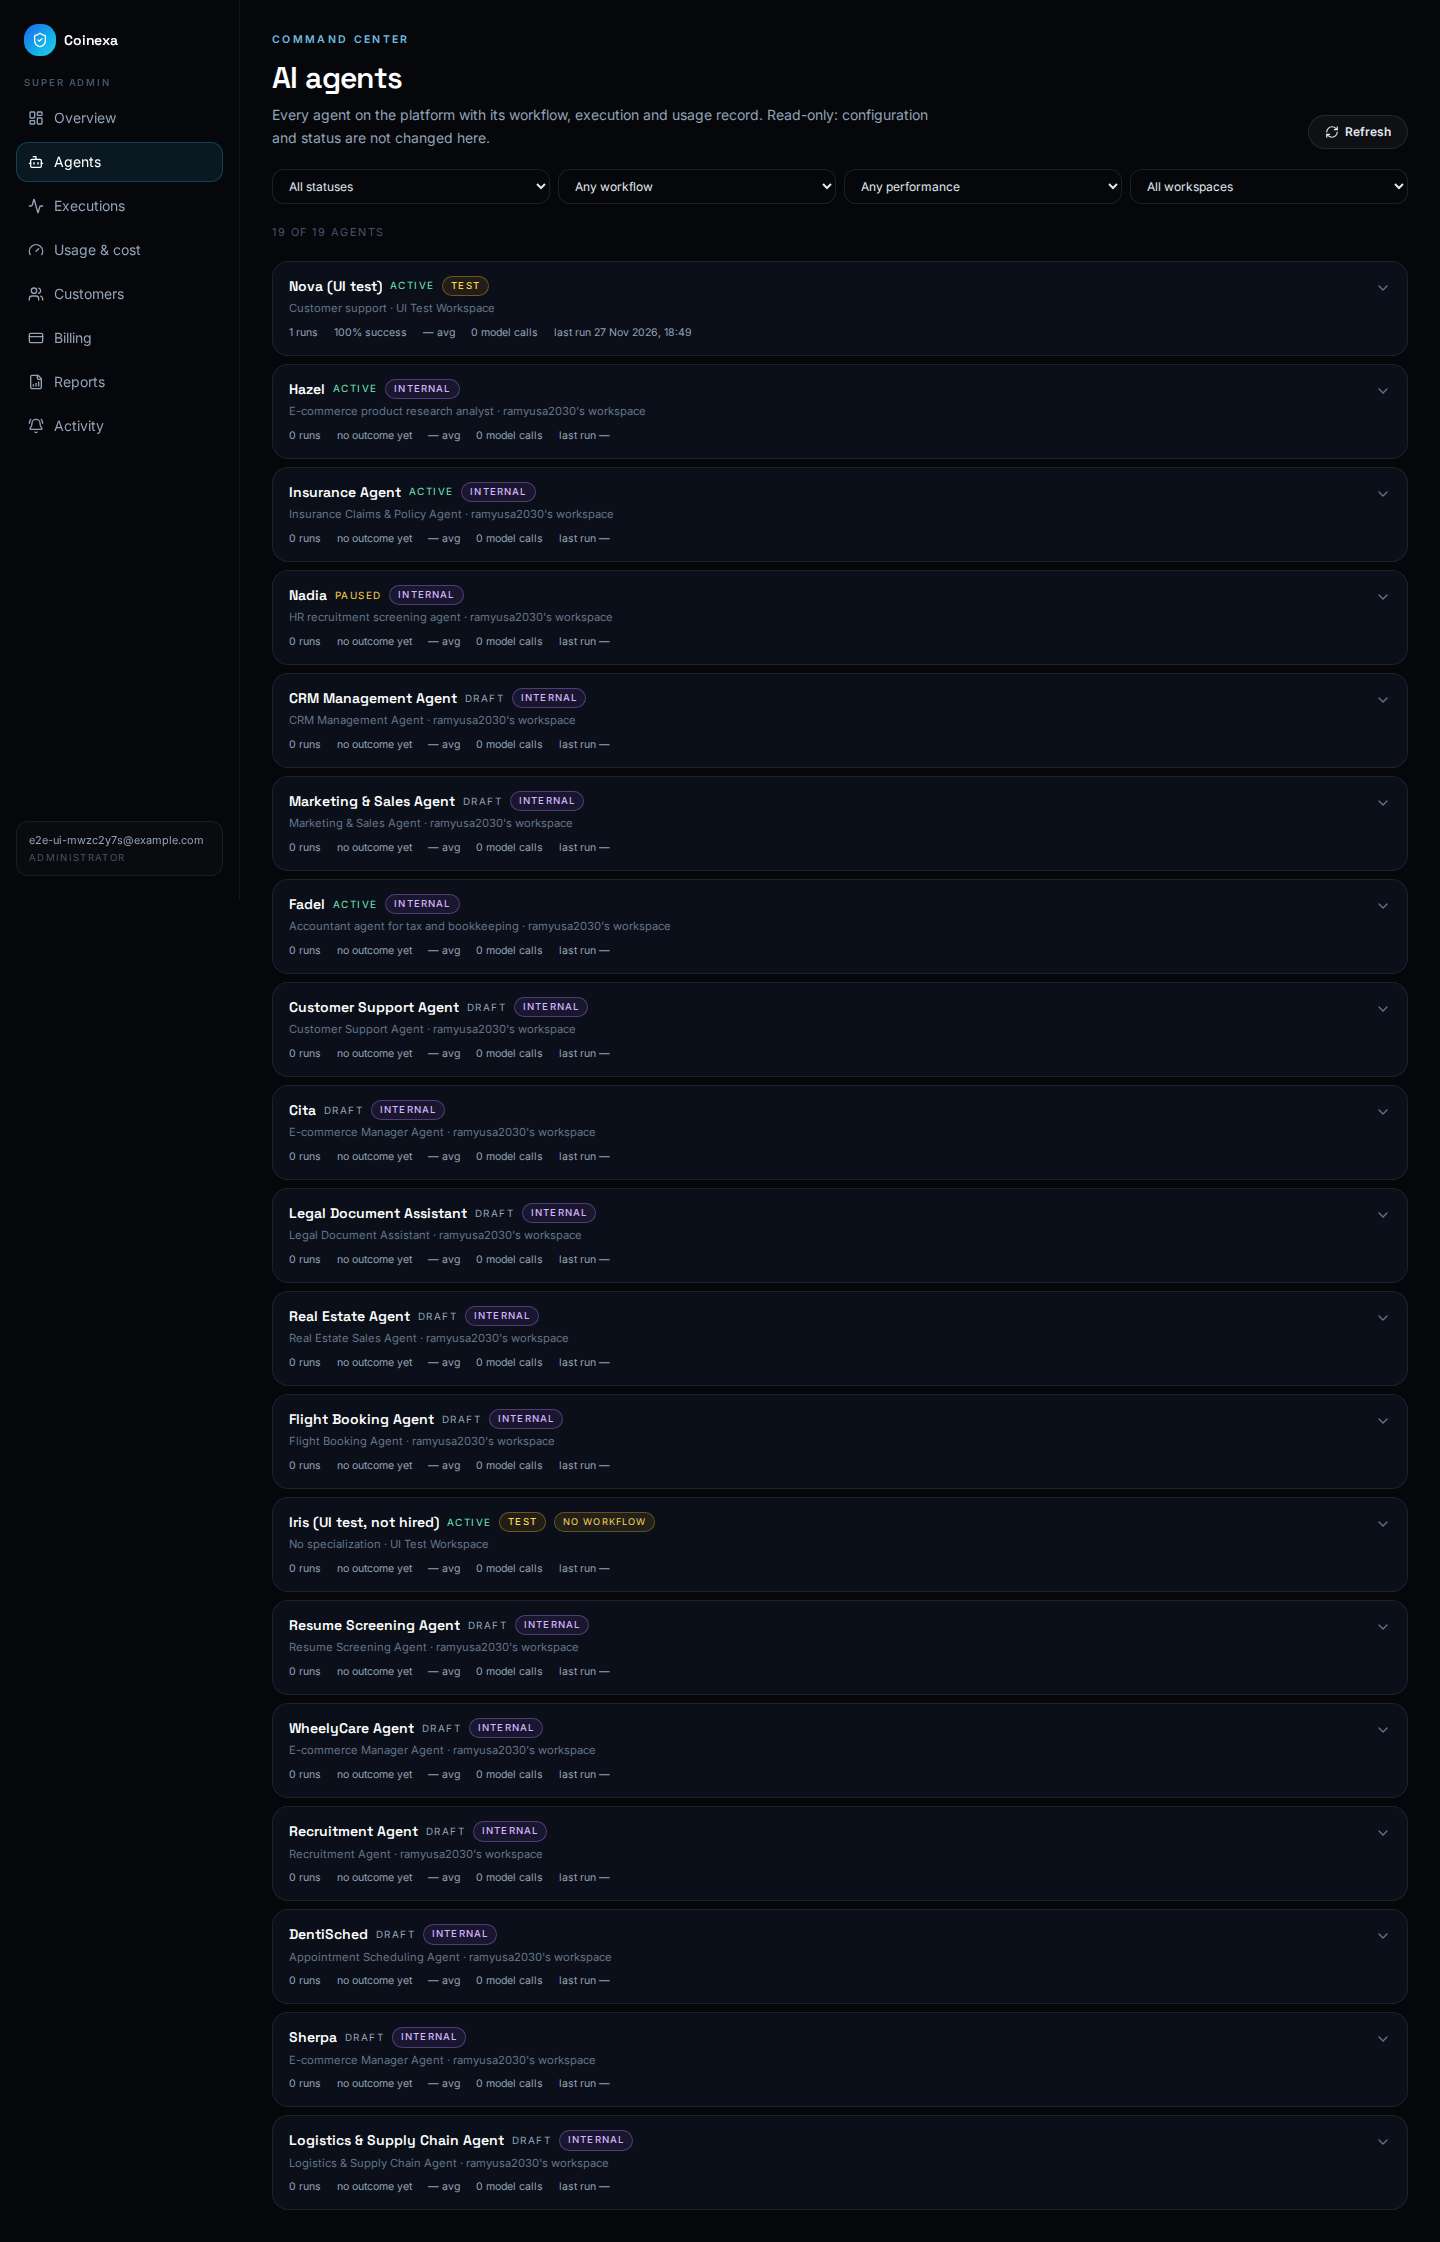 Coinexa
SUPER ADMIN
Overview
Agents
Executions
Usage & cost
Customers
Billing
Reports
Activity
e2e-ui-mwzc2y7s@example.com
ADMINISTRATOR
COMMAND CENTER
AI agents
Every agent on the platform with its workflow, execution and usage record. Read-only: configuration
and status are not changed here.
Refresh
All statuses Any workflow Any performance All workspaces
19 OF 19 AGENTS
Nova (UI test) ACTIVE TEST
Customer support · UI Test Workspace
1 runs 100% success — avg 0 model calls last run 27 Nov 2026, 18:49
Hazel ACTIVE INTERNAL
E-commerce product research analyst · ramyusa2030's workspace
0 runs no outcome yet — avg 0 model calls last run —
Insurance Agent ACTIVE INTERNAL
Insurance Claims & Policy Agent · ramyusa2030's workspace
0 runs no outcome yet — avg 0 model calls last run —
Nadia PAUSED INTERNAL
HR recruitment screening agent · ramyusa2030's workspace
0 runs no outcome yet — avg 0 model calls last run —
CRM Management Agent DRAFT INTERNAL
CRM Management Agent · ramyusa2030's workspace
0 runs no outcome yet — avg 0 model calls last run —
Marketing & Sales Agent DRAFT INTERNAL
Marketing & Sales Agent · ramyusa2030's workspace
0 runs no outcome yet — avg 0 model calls last run —
Fadel ACTIVE INTERNAL
Accountant agent for tax and bookkeeping · ramyusa2030's workspace
0 runs no outcome yet — avg 0 model calls last run —
Customer Support Agent DRAFT INTERNAL
Customer Support Agent · ramyusa2030's workspace
0 runs no outcome yet — avg 0 model calls last run —
Cita DRAFT INTERNAL
E-commerce Manager Agent · ramyusa2030's workspace
0 runs no outcome yet — avg 0 model calls last run —
Legal Document Assistant DRAFT INTERNAL
Legal Document Assistant · ramyusa2030's workspace
0 runs no outcome yet — avg 0 model calls last run —
Real Estate Agent DRAFT INTERNAL
Real Estate Sales Agent · ramyusa2030's workspace
0 runs no outcome yet — avg 0 model calls last run —
Flight Booking Agent DRAFT INTERNAL
Flight Booking Agent · ramyusa2030's workspace
0 runs no outcome yet — avg 0 model calls last run —
Iris (UI test, not hired) ACTIVE TEST NO WORKFLOW
No specialization · UI Test Workspace
0 runs no outcome yet — avg 0 model calls last run —
Resume Screening Agent DRAFT INTERNAL
Resume Screening Agent · ramyusa2030's workspace
0 runs no outcome yet — avg 0 model calls last run —
WheelyCare Agent DRAFT INTERNAL
E-commerce Manager Agent · ramyusa2030's workspace
0 runs no outcome yet — avg 0 model calls last run —
Recruitment Agent DRAFT INTERNAL
Recruitment Agent · ramyusa2030's workspace
0 runs no outcome yet — avg 0 model calls last run —
DentiSched DRAFT INTERNAL
Appointment Scheduling Agent · ramyusa2030's workspace
0 runs no outcome yet — avg 0 model calls last run —
Sherpa DRAFT INTERNAL
E-commerce Manager Agent · ramyusa2030's workspace
0 runs no outcome yet — avg 0 model calls last run —
Logistics & Supply Chain Agent DRAFT INTERNAL
Logistics & Supply Chain Agent · ramyusa2030's workspace
0 runs no outcome yet — avg 0 model calls last run —